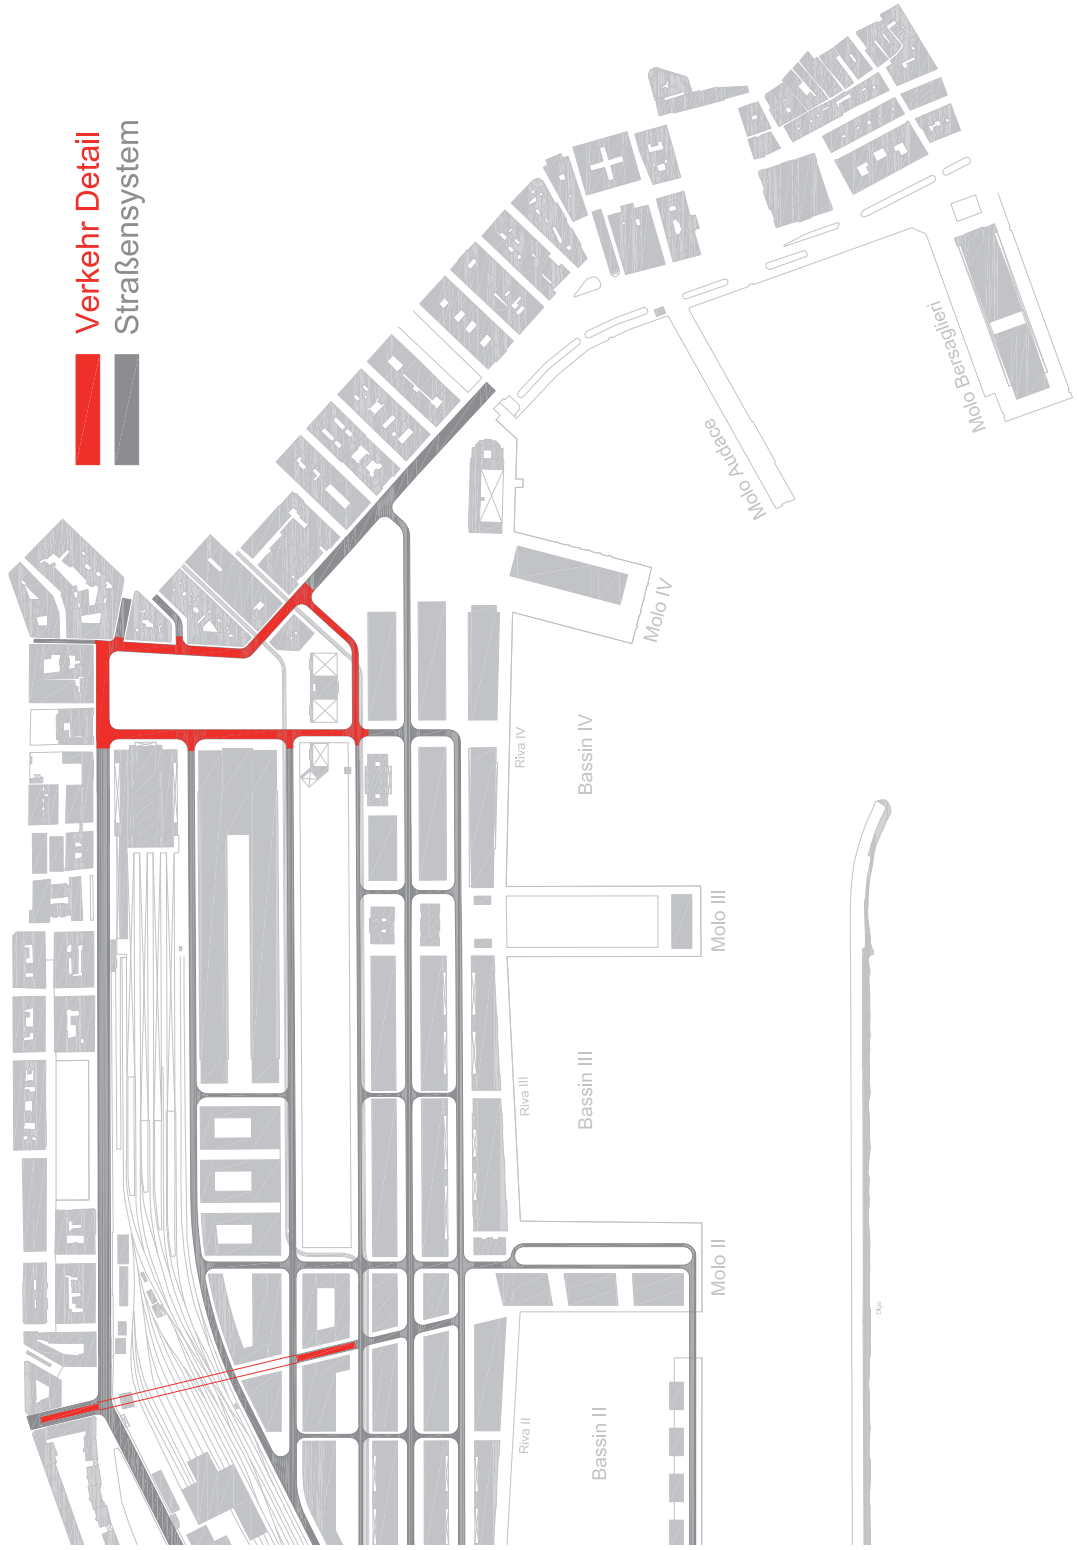 Verkehr Detail
Straßensystem
Molo Bersaglieri
Molo Audace
Molo IV
Riva IV
Bassin IV
Molo III
Riva III
Bassin III
Molo II
Riva II
Bassin II